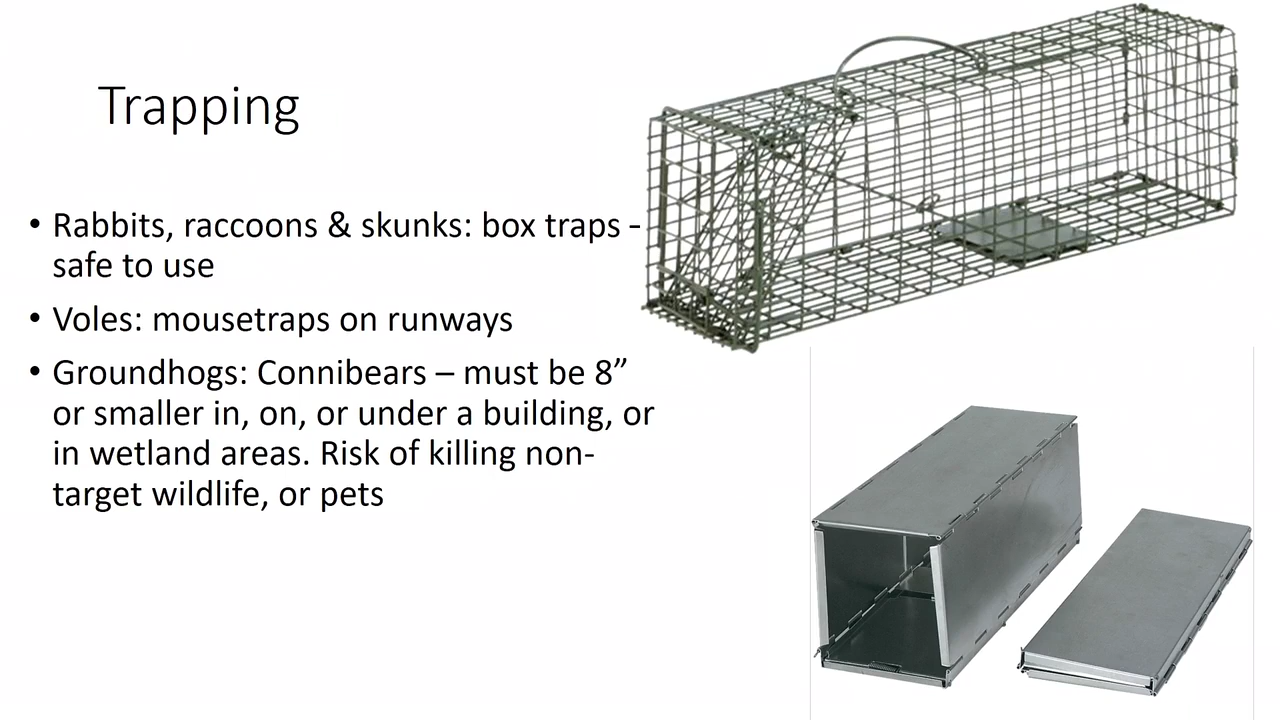 Trapping
• Rabbits, raccoons & skunks: box traps -
safe to use
• Voles: mousetraps on runways
• Groundhogs: Connibears – must be 8”
or smaller in, on, or under a building, or
in wetland areas. Risk of killing non-
target wildlife, or pets